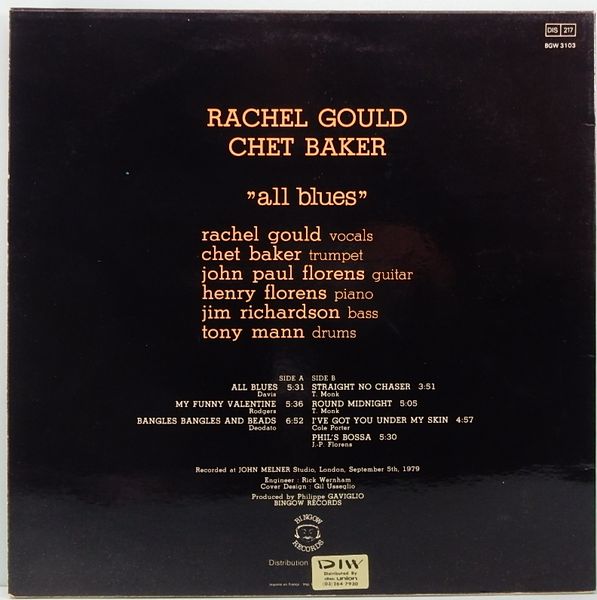 DIS 217
BGW 3103
RACHEL GOULD
CHET BAKER
”all blues”
rachel gould vocals
chet baker trumpet
john paul florens guitar
henry florens piano
jim richardson bass
tony mann drums
SIDE A
ALL BLUES 5:31
Davis
MY FUNNY VALENTINE 5:36
Rodgers
BANGLES BANGLES AND BEADS 6:52
Deodato
SIDE B
STRAIGHT NO CHASER 3:51
T. Monk
ROUND MIDNIGHT 5:05
T. Monk
I'VE GOT YOU UNDER MY SKIN 4:57
Cole Porter
PHIL'S BOSSA 5:30
J.-P. Florens
Recorded at JOHN MELNER Studio, London, September 5th, 1979
Engineer : Rick Wernham
Cover Design : Gil Usseglio
Produced by Philippe GAVIGLIO
BINGOW RECORDS
BINGOW
RECORDS
Distribution
DIW
Distributed By
disc union
(03) 264-7930